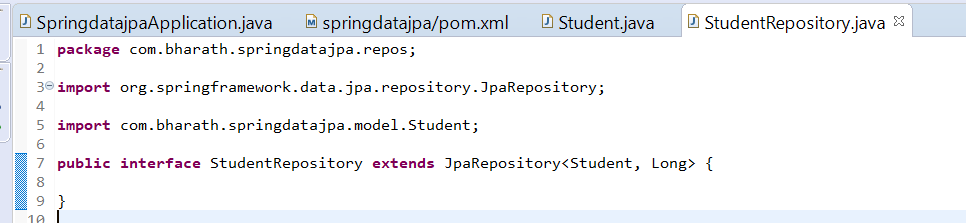 SpringdatajpaApplication.java springdatajpa/pom.xml Student.java StudentRepository.java
1 package com.bharath.springdatajpa.repos;
2
3 import org.springframework.data.jpa.repository.JpaRepository;
4
5 import com.bharath.springdatajpa.model.Student;
6
7 public interface StudentRepository extends JpaRepository<Student, Long> {
8
9 }
10